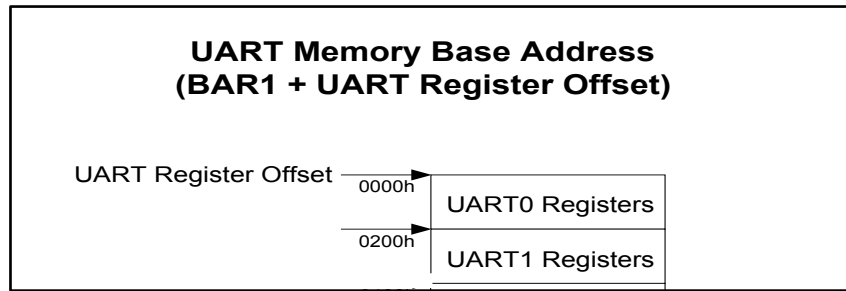 UART Memory Base Address
(BAR1 + UART Register Offset)
UART Register Offset
0000h
UART0 Registers
0200h
UART1 Registers